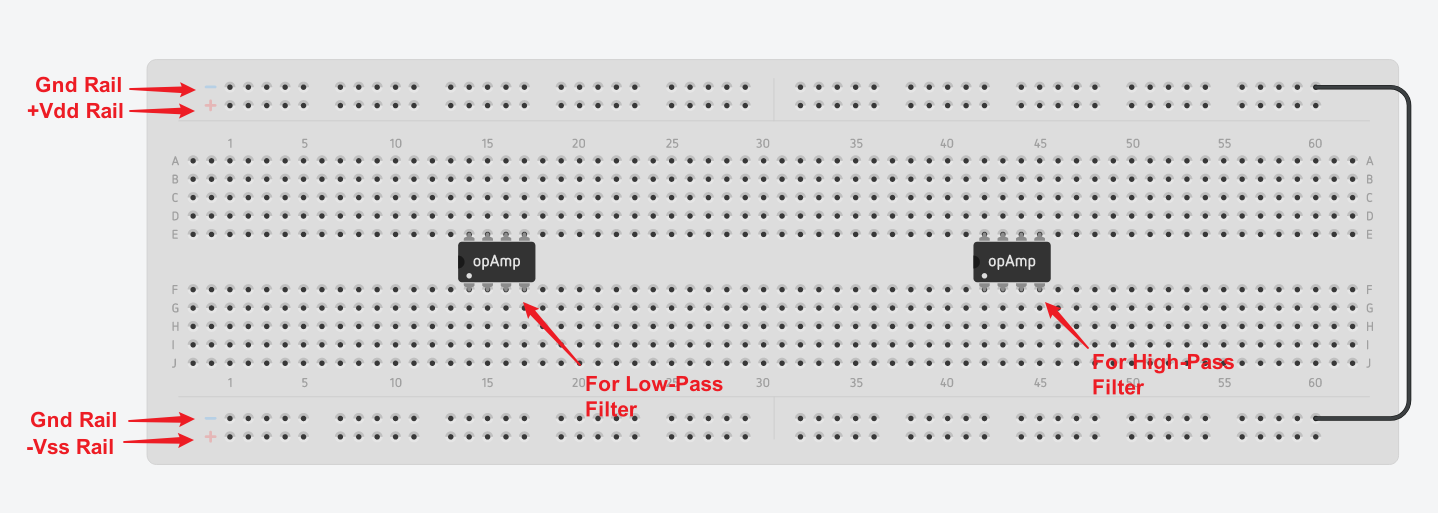 Gnd Rail
+Vdd Rail
− +
1 5 10 15 20 25 30 35 40 45 50 55 60
A A
B B
C C
D D
E E
opAmp opAmp
F F
G G
H H
I I
J J
1 5 10 15 20 25 30 35 40 45 50 55 60
For Low-Pass
Filter
For High-Pass
Filter
Gnd Rail
-Vss Rail
− +